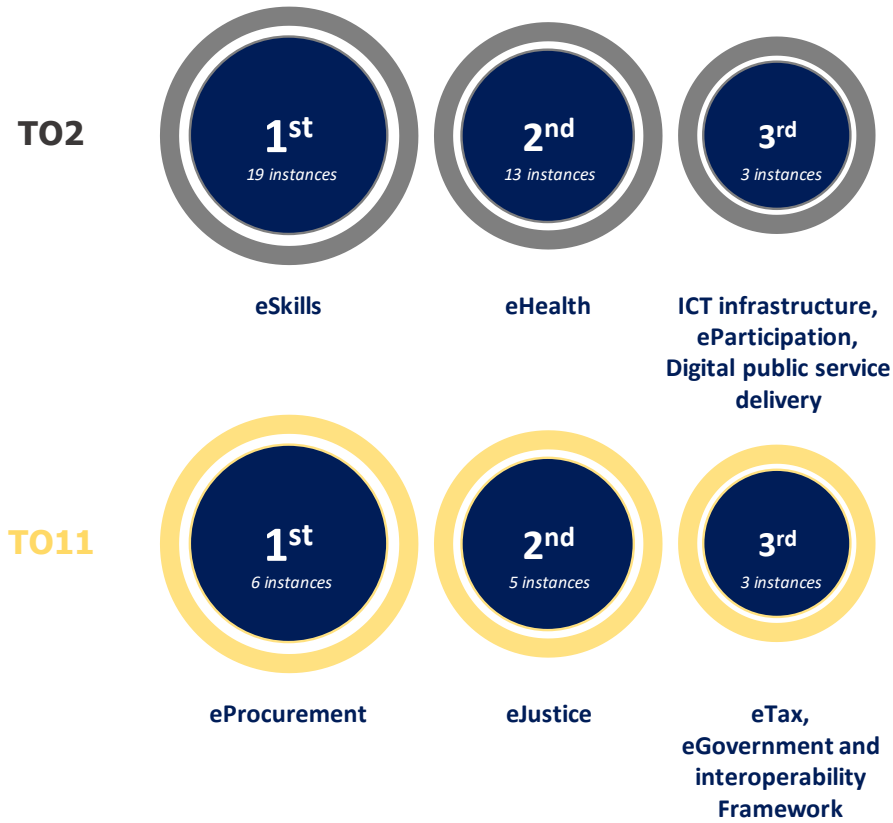 TO2
1st
19 instances
2nd
13 instances
3rd
3 instances
eSkills
eHealth
ICT infrastructure,
eParticipation,
Digital public service
delivery
TO11
1st
6 instances
2nd
5 instances
3rd
3 instances
eProcurement
eJustice
eTax,
eGovernment and
interoperability
Framework